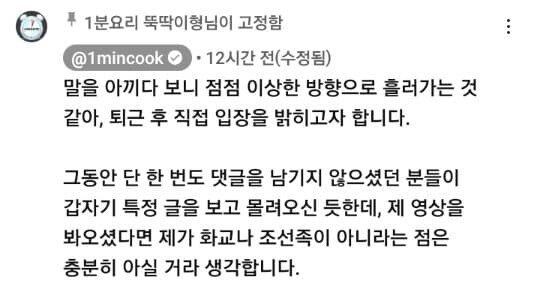 1분요리 뚝딱이형님이 고정함
@1mincook • 12시간 전(수정됨)
말을 아끼다 보니 점점 이상한 방향으로 흘러가는 것
같아, 퇴근 후 직접 입장을 밝히고자 합니다.
그동안 단 한 번도 댓글을 남기지 않으셨던 분들이
갑자기 특정 글을 보고 몰려오신 듯한데, 제 영상을
봐오셨다면 제가 화교나 조선족이 아니라는 점은
충분히 아실 거라 생각합니다.